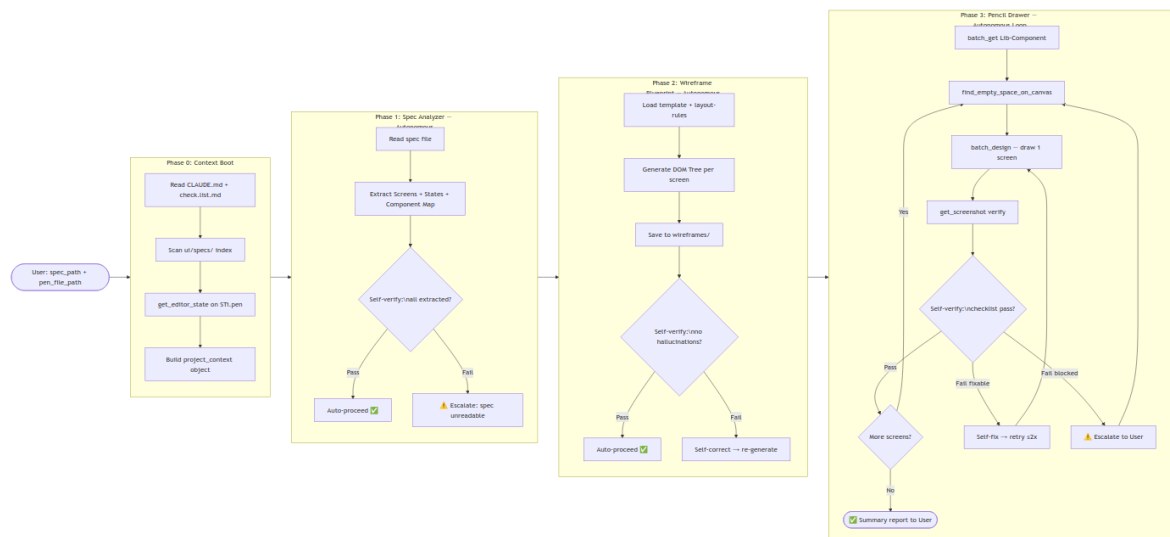 User: spec_path +
pen_file_path
Phase 0: Context Boot
Read CLAUDE.md +
check.list.md
Scan ui/specs/ index
get_editor_state on STI.pen
Build project_context
object
Phase 1: Spec Analyzer —
Autonomous
Read spec file
Extract Screens + States +
Component Map
Self-verify:\nall extracted?
Pass
Fail
Auto-proceed ✅
⚠️ Escalate: spec
unreadable
Phase 2: Wireframe
Blueprint — Autonomous
Load template + layout-
rules
Generate DOM Tree per
screen
Save to wireframes/
Self-verify:\nno
hallucinations?
Pass
Fail
Auto-proceed ✅
Self-correct → re-generate
Phase 3: Pencil Drawer —
Autonomous Loop
batch_get Lib-Component
find_empty_space_on_canvas
batch_design — draw 1
screen
get_screenshot verify
Yes
Self-verify:\nchecklist pass?
Pass
Fail fixable
Fail blocked
More screens?
Self-fix → retry ≤2x
⚠️ Escalate to User
No
✅ Summary report to User